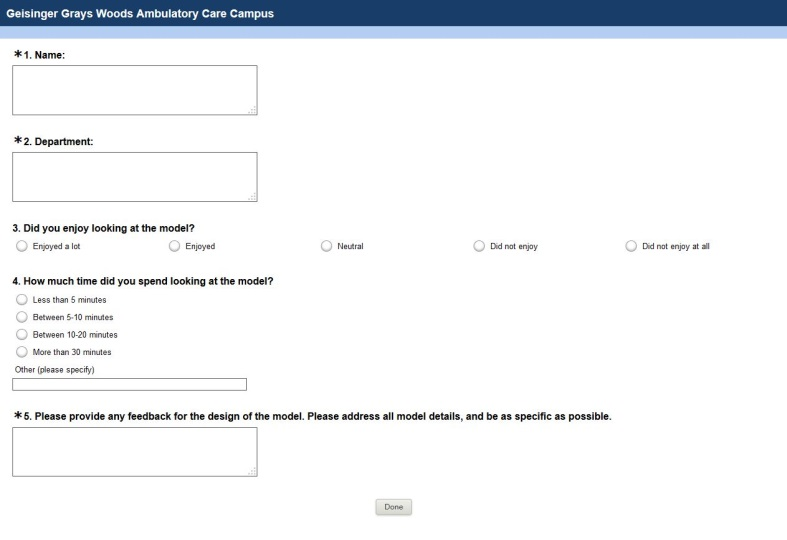 Geisinger Grays Woods Ambulatory Care Campus
*1. Name:
*2. Department:
3. Did you enjoy looking at the model?
Enjoyed a lot Enjoyed Neutral Did not enjoy Did not enjoy at all
4. How much time did you spend looking at the model?
Less than 5 minutes
Between 5-10 minutes
Between 10-20 minutes
More than 30 minutes
Other (please specify)
*5. Please provide any feedback for the design of the model. Please address all model details, and be as specific as possible.
Done